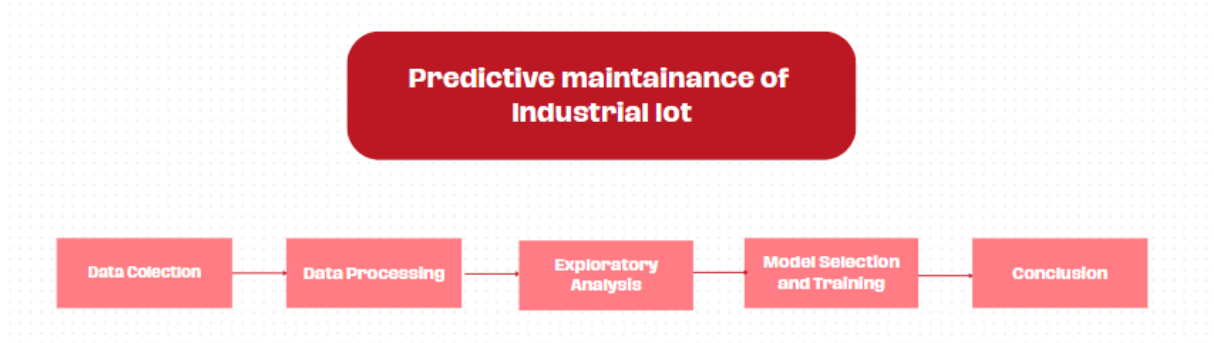 Predictive maintainance of
Industrial Iot
Data Colection
Data Processing
Exploratory
Analysis
Model Selection
and Training
Conclusion